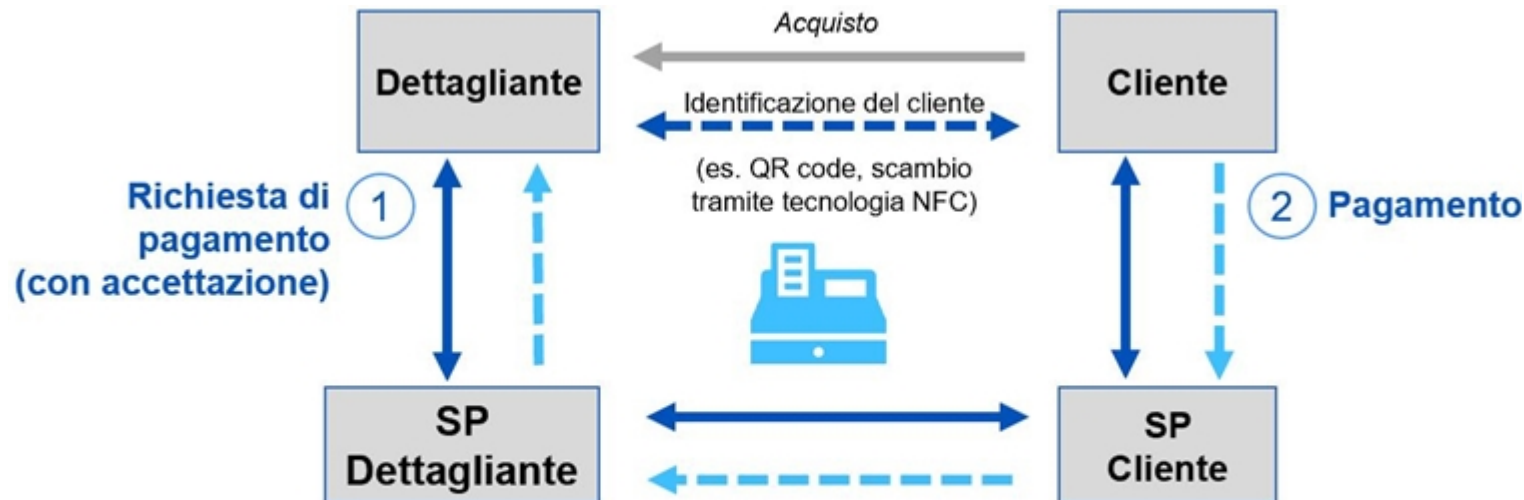 Acquisto
Dettagliante
Cliente
Identificazione del cliente
(es. QR code, scambio
tramite tecnologia NFC)
Richiesta di
pagamento
(con accettazione)
1
2
Pagamento
SP
Dettagliante
SP
Cliente